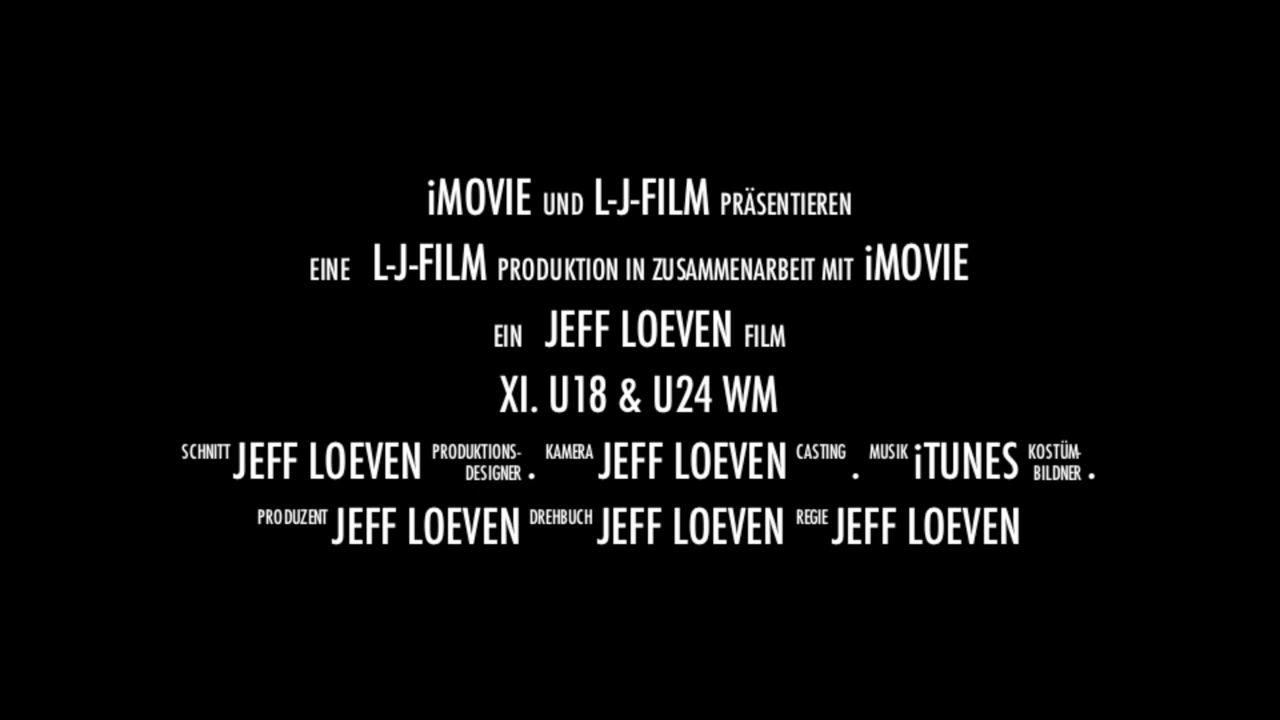 iMOVIE UND L-J-FILM PRÄSENTIEREN
EINE L-J-FILM PRODUKTION IN ZUSAMMENARBEIT MIT iMOVIE
EIN JEFF LOEVEN FILM
XI. U18 & U24 WM
SCHNITT JEFF LOEVEN PRODUKTIONS-DESIGNER . KAMERA JEFF LOEVEN CASTING . MUSIK iTUNES KOSTÜM-BILDNER .
PRODUZENT JEFF LOEVEN DREHBUCH JEFF LOEVEN REGIE JEFF LOEVEN